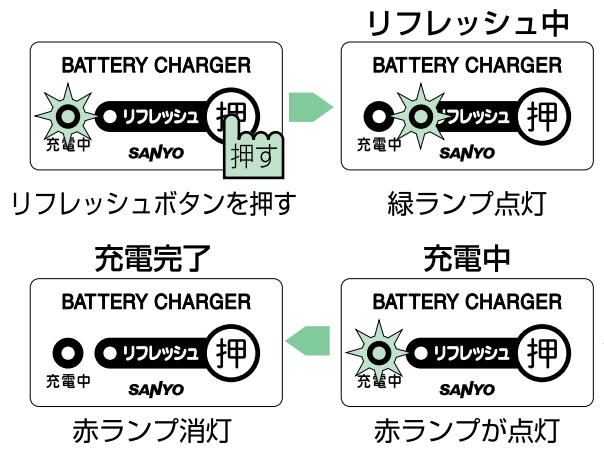 BATTERY CHARGER
リフレッシュ
押
充電中
押す
SANYO
リフレッシュボタンを押す
リフレッシュ中
BATTERY CHARGER
フレッシュ
押
充電中
SANYO
緑ランプ点灯
充電中
BATTERY CHARGER
リフレッシュ
押
充電中
SANYO
赤ランプが点灯
充電完了
BATTERY CHARGER
リフレッシュ
押
充電中
SANYO
赤ランプ消灯